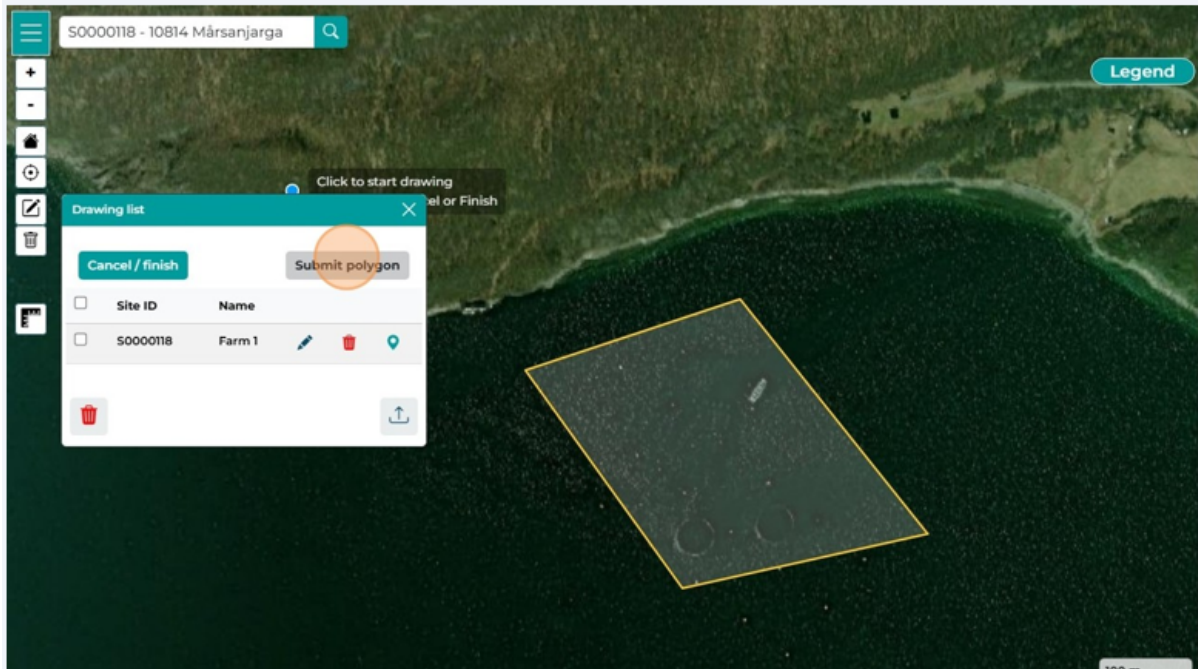 S0000118 - 10814 Mårsanjarga
Legend
+
-
Click to start drawing
or Finish
Drawing list
Cancel / finish
Submit polygon
Site ID
Name
S0000118
Farm 1